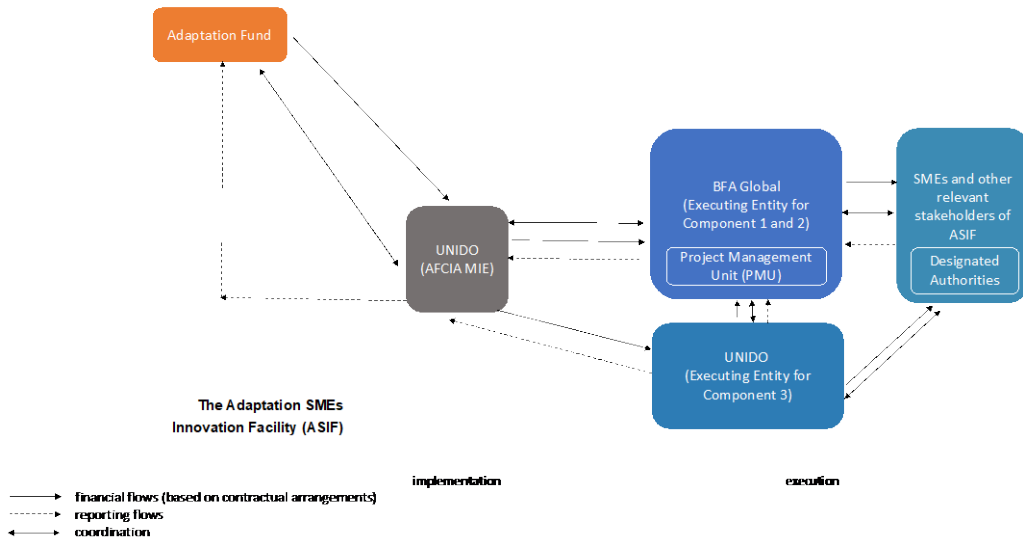 Adaptation Fund
UNIDO
(AFCIA MIE)
BFA Global
(Executing Entity for
Component 1 and 2)
Project Management
Unit (PMU)
SMEs and other
relevant
stakeholders of
ASIF
Designated
Authorities
UNIDO
(Executing Entity for
Component 3)
The Adaptation SMEs
Innovation Facility (ASIF)
implementation
execution
financial flows (based on contractual arrangements)
reporting flows
coordination